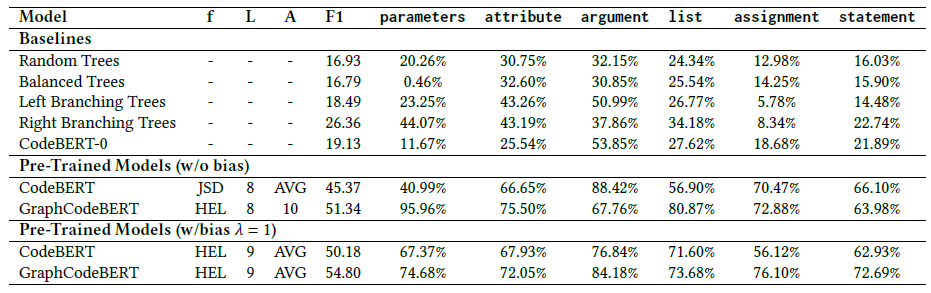 Model f L A F1 parameters attribute argument list assignment statement
Baselines
Random Trees - - - 16.93 20.26% 30.75% 32.15% 24.34% 12.98% 16.03%
Balanced Trees - - - 16.79 0.46% 32.60% 30.85% 25.54% 14.25% 15.90%
Left Branching Trees - - - 18.49 23.25% 43.26% 50.99% 26.77% 5.78% 14.48%
Right Branching Trees - - - 26.36 44.07% 43.19% 37.86% 34.18% 8.34% 22.74%
CodeBERT-0 - - - 19.13 11.67% 25.54% 53.85% 27.62% 18.68% 21.89%
Pre-Trained Models (w/o bias)
CodeBERT JSD 8 AVG 45.37 40.99% 66.65% 88.42% 56.90% 70.47% 66.10%
GraphCodeBERT HEL 8 10 51.34 95.96% 75.50% 67.76% 80.87% 72.88% 63.98%
Pre-Trained Models (w/bias λ = 1)
CodeBERT HEL 9 AVG 50.18 67.37% 67.93% 76.84% 71.60% 56.12% 62.93%
GraphCodeBERT HEL 9 AVG 54.80 74.68% 72.05% 84.18% 73.68% 76.10% 72.69%